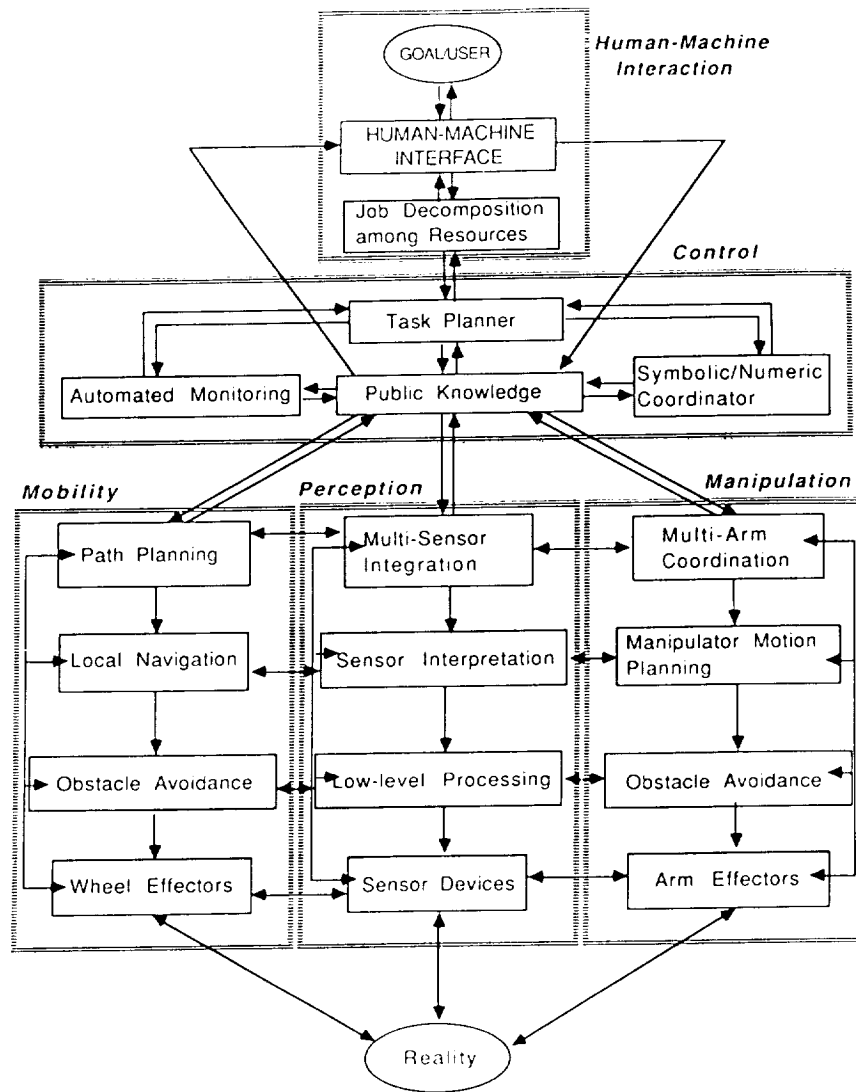 GOAL/USER
Human-Machine
Interaction
HUMAN-MACHINE
INTERFACE
Job Decomposition
among Resources
Control
Task Planner
Automated Monitoring
Public Knowledge
Symbolic/Numeric
Coordinator
Mobility
Perception
Manipulation
Path Planning
Multi-Sensor
Integration
Multi-Arm
Coordination
Local Navigation
Sensor Interpretation
Manipulator Motion
Planning
Obstacle Avoidance
Low-level Processing
Obstacle Avoidance
Wheel Effectors
Sensor Devices
Arm Effectors
Reality